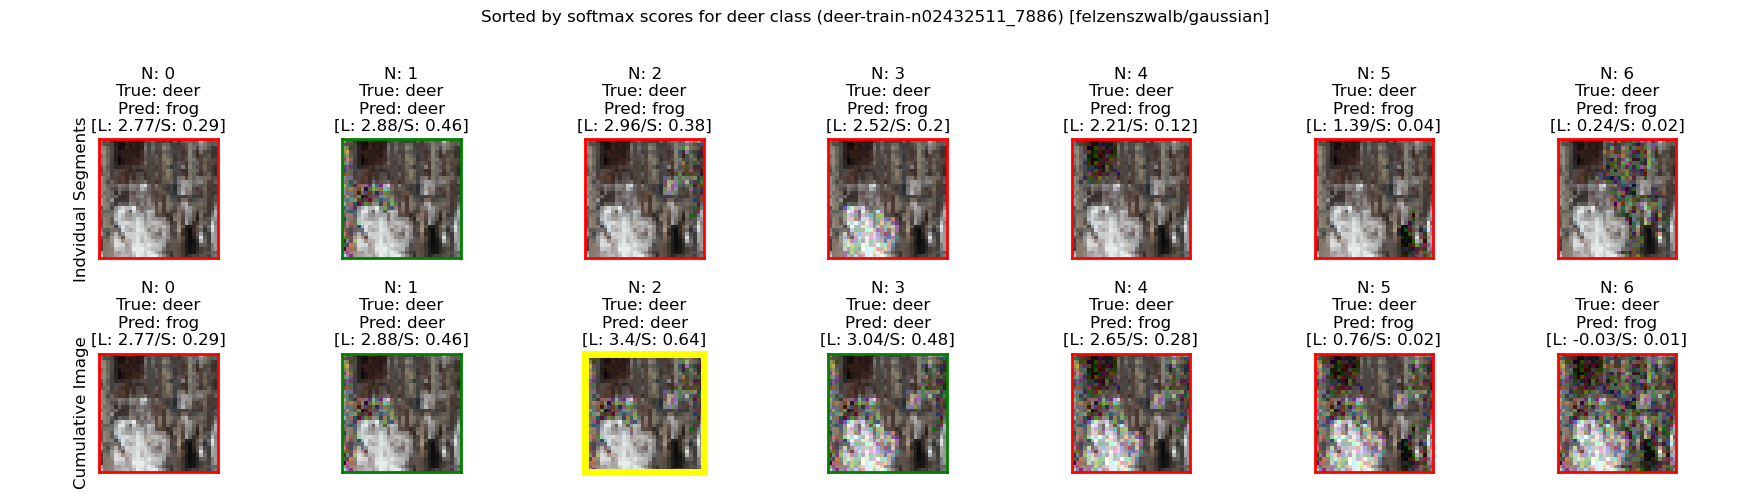 Sorted by softmax scores for deer class (deer-train-n02432511_7886) [felzenszwalb/gaussian]
Indvidual Segments
N: 0
True: deer
Pred: frog
[L: 2.77/S: 0.29]
N: 1
True: deer
Pred: deer
[L: 2.88/S: 0.46]
N: 2
True: deer
Pred: frog
[L: 2.96/S: 0.38]
N: 3
True: deer
Pred: frog
[L: 2.52/S: 0.2]
N: 4
True: deer
Pred: frog
[L: 2.21/S: 0.12]
N: 5
True: deer
Pred: frog
[L: 1.39/S: 0.04]
N: 6
True: deer
Pred: frog
[L: 0.24/S: 0.02]
Cumulative Image
N: 0
True: deer
Pred: frog
[L: 2.77/S: 0.29]
N: 1
True: deer
Pred: deer
[L: 2.88/S: 0.46]
N: 2
True: deer
Pred: deer
[L: 3.4/S: 0.64]
N: 3
True: deer
Pred: deer
[L: 3.04/S: 0.48]
N: 4
True: deer
Pred: frog
[L: 2.65/S: 0.28]
N: 5
True: deer
Pred: frog
[L: 0.76/S: 0.02]
N: 6
True: deer
Pred: frog
[L: -0.03/S: 0.01]